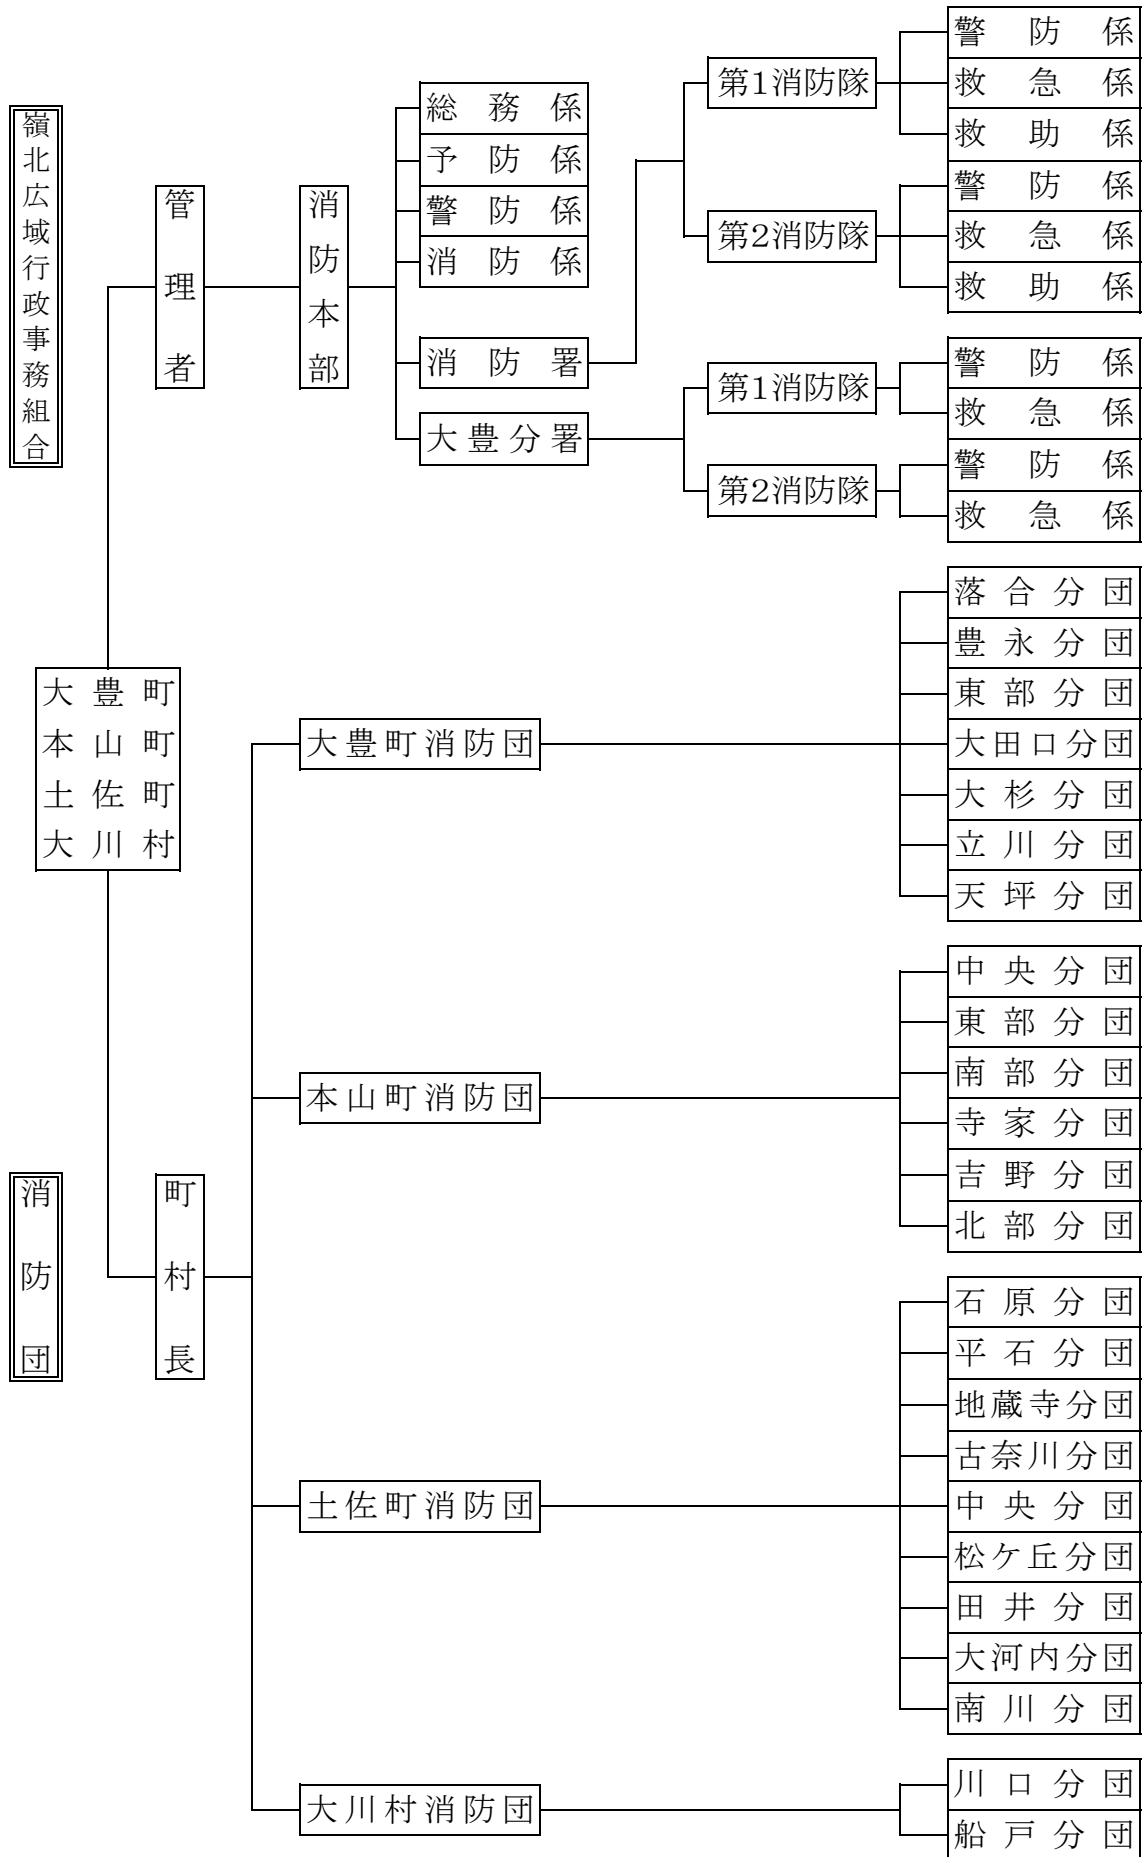 嶺北広域行政事務組合
管理者
消防本部
総務係
予防係
警防係
消防係
消防署
第1消防隊
警防係
救急係
救助係
第2消防隊
警防係
救急係
救助係
大豊分署
第1消防隊
警防係
救急係
第2消防隊
警防係
救急係
大豊町
本山町
土佐町
大川村
消防団
町村長
大豊町消防団
落合分団
豊永分団
東部分団
大田口分団
大杉分団
立川分団
天坪分団
本山町消防団
中央分団
東部分団
南部分団
寺家分団
吉野分団
北部分団
土佐町消防団
石原分団
平石分団
地蔵寺分団
古奈川分団
中央分団
松ケ丘分団
田井分団
大河内分団
南川分団
大川村消防団
川口分団
船戸分団